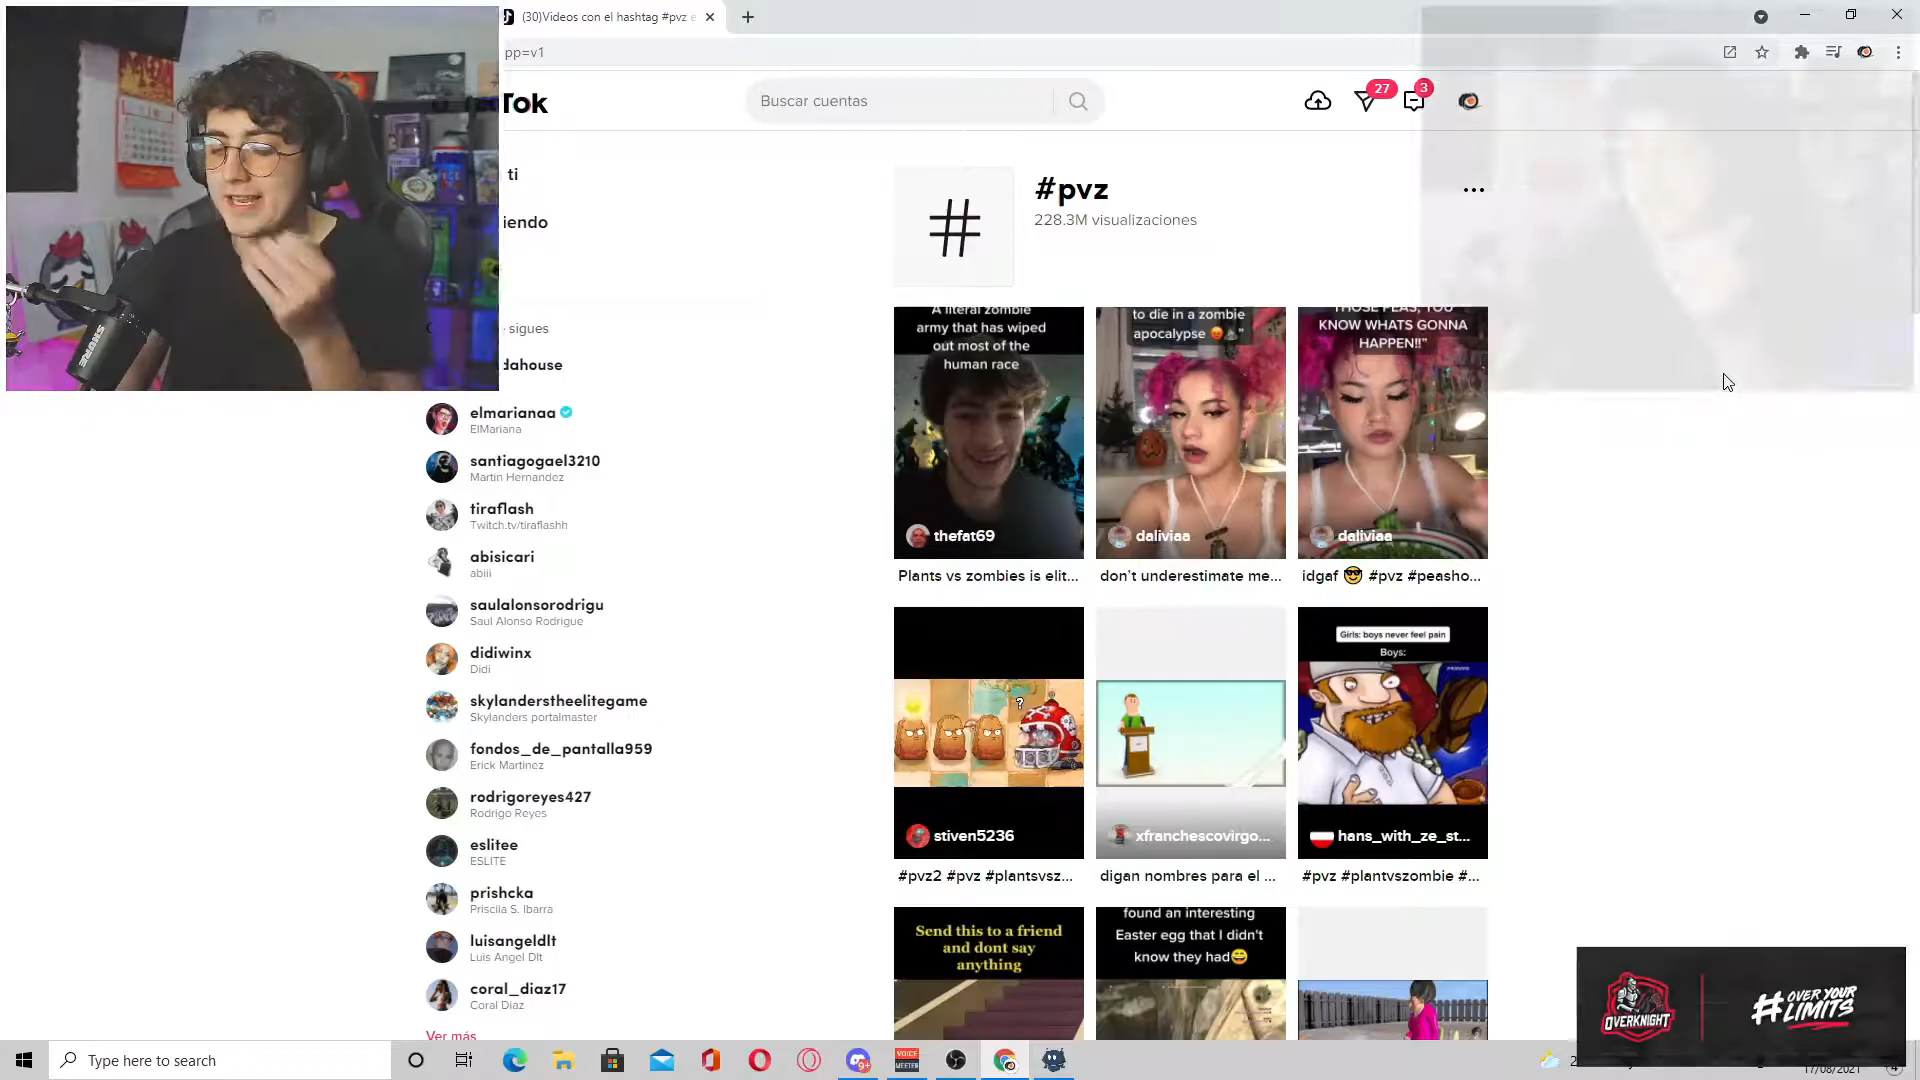 (30)Videos con el hashtag #pvz e
pp=v1
Tok
Buscar cuentas
27
3
ti
iendo
sigues
dahouse
elmarianaa
ElMariana
santiagogael3210
Martin Hernandez
tiraflash
Twitch.tv/tiraflashh
abisicari
abiii
saulalonsorodrigu
Saul Alonso Rodrigue
didiwinx
Didi
skylanderstheelitegame
Skylanders portalmaster
fondos_de_pantalla959
Erick Martinez
rodrigoreyes427
Rodrigo Reyes
eslitee
ESLITE
prishcka
Priscila S. Ibarra
luisangeldlt
Luis Angel Dlt
coral_diaz17
Coral Diaz
Ver más
#
#pvz
228.3M visualizaciones
A literal zombie
army that has wiped
out most of the
human race
thefat69
Plants vs zombies is elit...
to die in a zombie
apocalypse 😡🧟"
daliviaa
don't underestimate me...
THOSE PEAS, YOU
KNOW WHATS GONNA
HAPPEN!!"
daliviaa
idgaf 😎 #pvz #peasho...
?
stiven5236
#pvz2 #pvz #plantsvsz...
xfranchescovirgo...
digan nombres para el ...
Girls: boys never feel pain
Boys:
hans_with_ze_st...
#pvz #plantvszombie #...
Send this to a friend
and dont say
anything
found an interesting
Easter egg that I didn't
know they had😄
SHURE
OVERKNIGHT
#OVER YOUR
LIMITS
Type here to search
9+
VOICE
MEETER
17/08/2021
4